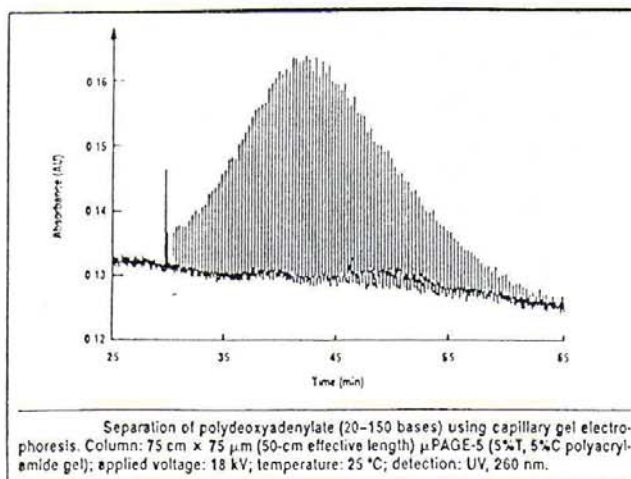 0.16
0.15
0.14
0.13
0.12
Absorbance (AU)
25 35 45 55 65
Time (min)
Separation of polydeoxyadenylate (20–150 bases) using capillary gel electro-
phoresis. Column: 75 cm × 75 μm (50-cm effective length) μPAGE-5 (5%T, 5%C polyacryl-
amide gel); applied voltage: 18 kV; temperature: 25 °C; detection: UV, 260 nm.